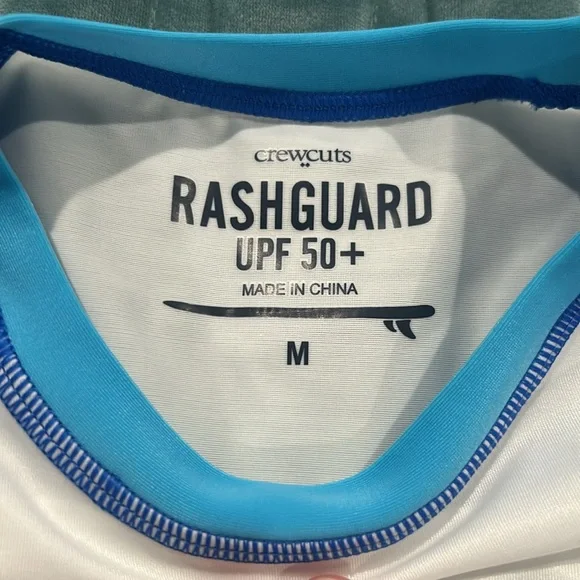 crewcuts
RASHGUARD
UPF 50+
MADE IN CHINA
M